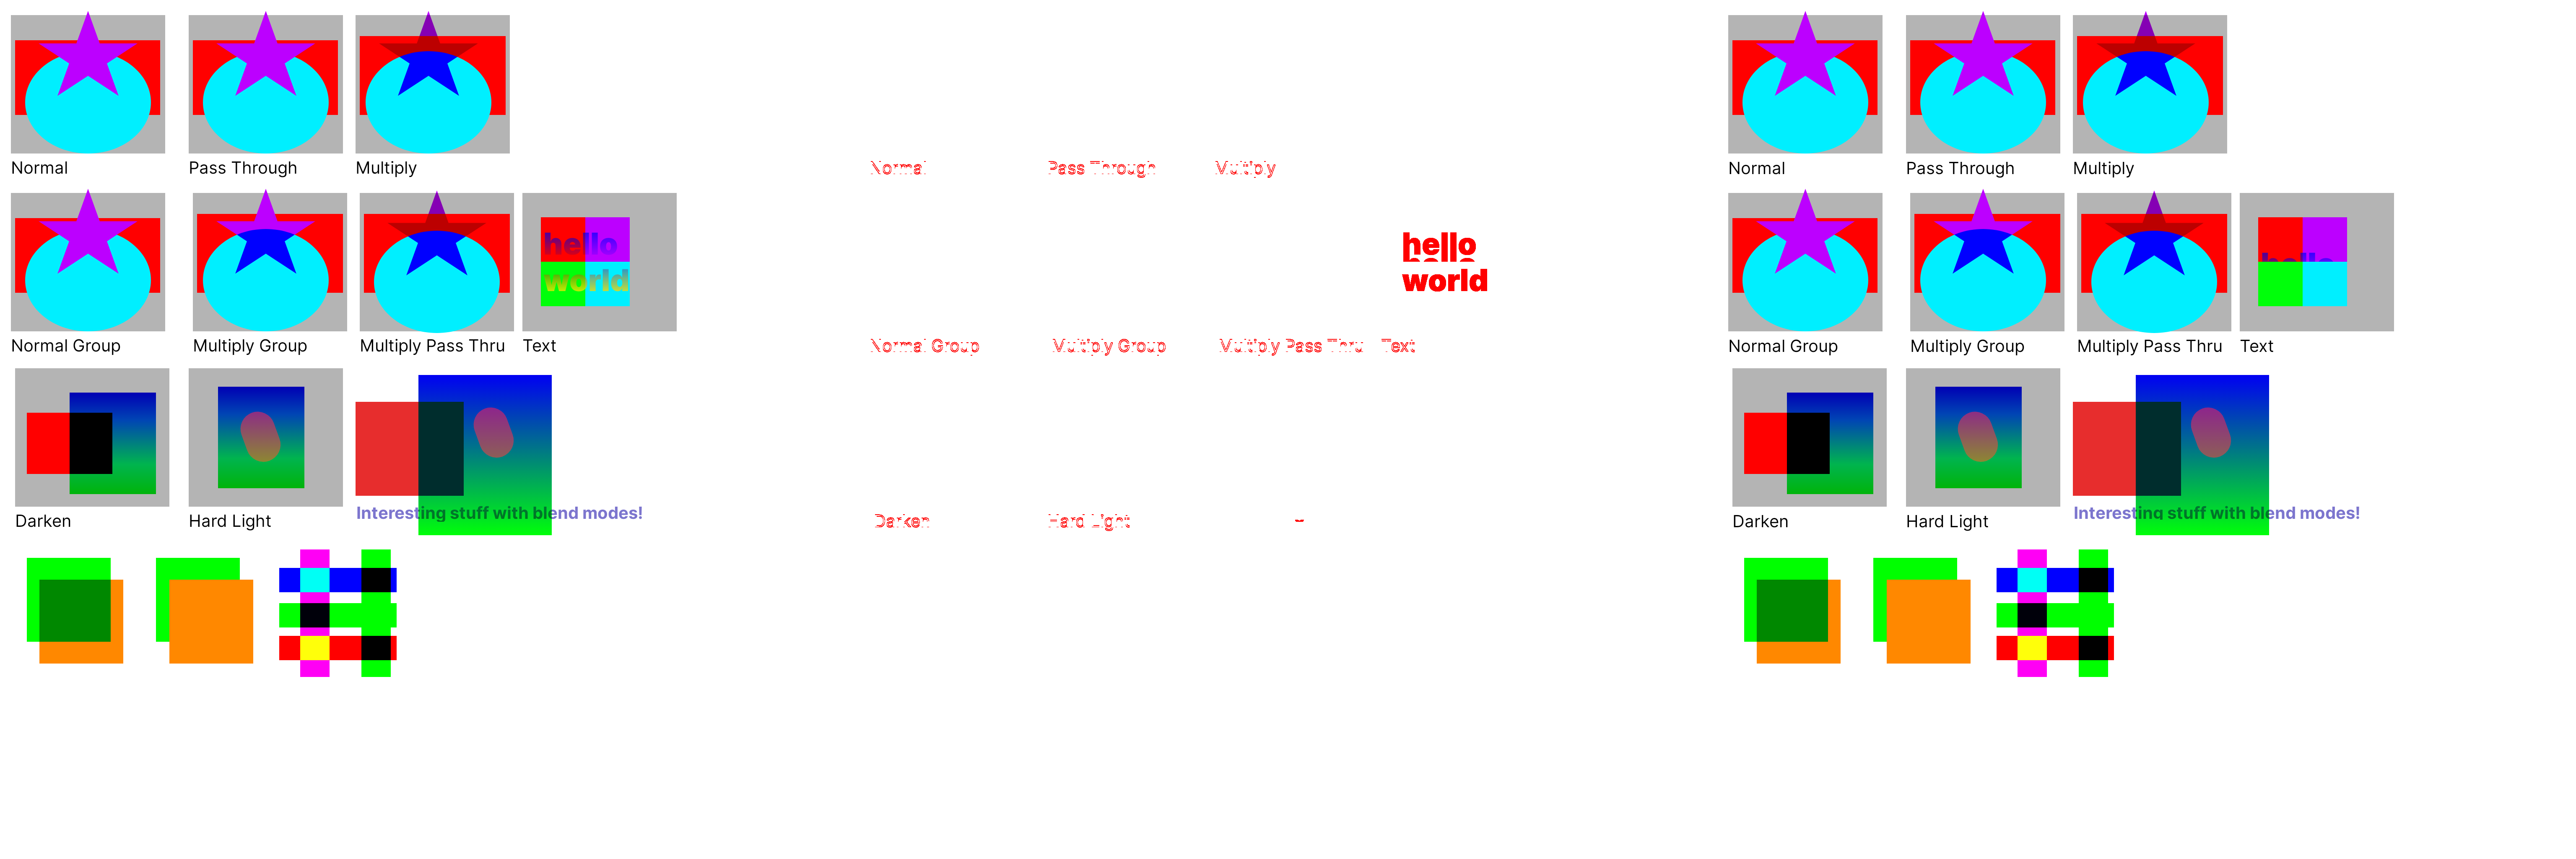 Normal
Pass Through
Multiply
hello
world
Normal Group
Multiply Group
Multiply Pass Thru
Text
Darken
Hard Light
Interesting stuff with blend modes!
Normal
Pass Through
Multiply
hello
world
Normal Group
Multiply Group
Multiply Pass Thru
Text
Darken
Hard Light
Normal
Pass Through
Multiply
Normal Group
Multiply Group
Multiply Pass Thru
Text
Darken
Hard Light
Interesting stuff with blend modes!